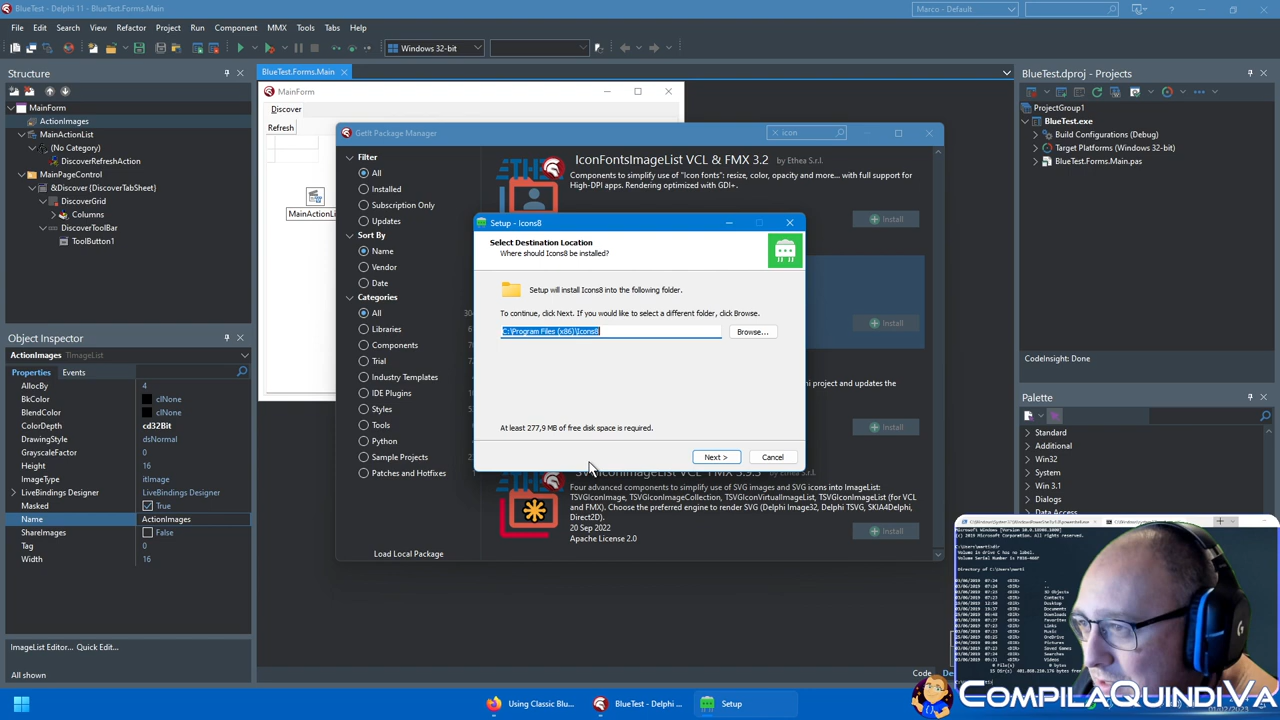 BlueTest - Delphi 11 - BlueTest.Forms.Main
Marco - Default
File Edit Search View Refactor Project Run Component MMX Tools Tabs Help
Windows 32-bit
Structure
MainForm
ActionImages
MainActionList
(No Category)
DiscoverRefreshAction
MainPageControl
&Discover (DiscoverTabSheet)
DiscoverGrid
Columns
DiscoverToolBar
ToolButton1
Object Inspector
ActionImages TImageList
Properties Events
AllocBy 4
BkColor clNone
BlendColor clNone
ColorDepth cd32Bit
DrawingStyle dsNormal
GrayscaleFactor 0
Height 16
ImageType itImage
LiveBindings Designer LiveBindings Designer
Masked True
Name ActionImages
ShareImages False
Tag 0
Width 16
ImageList Editor... Quick Edit...
All shown
BlueTest.Forms.Main
MainForm
Discover
Refresh
MainActionLi
GetIt Package Manager
icon
Filter
All
Installed
Subscription Only
Updates
Sort By
Name
Vendor
Date
Categories
All 304
Libraries
Components
Trial
Industry Templates
IDE Plugins
Styles
Tools
Python
Sample Projects
Patches and Hotfixes
Load Local Package
IconFontsImageList VCL & FMX 3.2 by Ethea S.r.l.
Components to simplify use of "Icon fonts": resize, color, opacity and more... with full support for
High-DPI apps. Rendering optimized with GDI+.
Install
Setup - Icons8
Select Destination Location
Where should Icons8 be installed?
Setup will install Icons8 into the following folder.
To continue, click Next. If you would like to select a different folder, click Browse.
C:\Program Files (x86)\Icons8
Browse...
At least 277,9 MB of free disk space is required.
Next > Cancel
Install
hi project and updates the
Install
Four advanced components to simplify use of SVG images and SVG icons into ImageList:
TSVGIconImage, TSVGIconImageCollection, TSVGIconVirtualImageList, TSVGIconImageList (for VCL
and FMX). Choose the preferred engine to render SVG (Delphi Image32, Delphi TSVG, SKIA4Delphi,
Direct2D).
20 Sep 2022
Apache License 2.0
Install
BlueTest.dproj - Projects
ProjectGroup1
BlueTest.exe
Build Configurations (Debug)
Target Platforms (Windows 32-bit)
BlueTest.Forms.Main.pas
CodeInsight: Done
Palette
Standard
Additional
Win32
System
Win 3.1
Dialogs
Data Access
Code
Using Classic Blu...
BlueTest - Delphi ...
Setup
CompilaQuindiVa